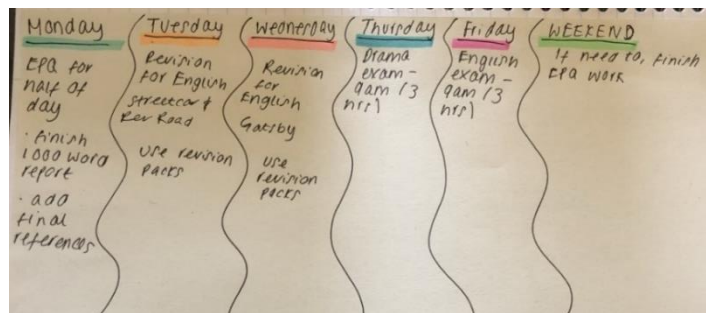 Monday
EPA for
half of
day
· finish
1000 word
report
· add
final
references
Tuesday
Revision
for English
Streetcar &
Rev Road
Use revision
packs
Wednesday
Revision
for
English
Gatsby
Use
revision
packs
Thursday
Drama
exam -
9am (3
hrs)
Friday
English
exam -
9am (3
hrs)
WEEKEND
If need to, finish
EPA work